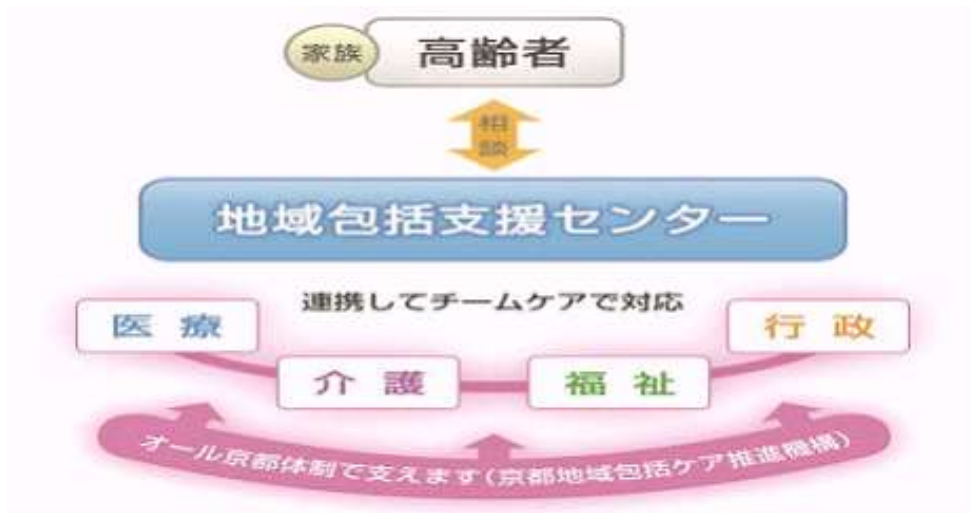 家族
高齢者
相談
地域包括支援センター
連携してチームケアで対応
医療
行政
介護
福祉
オール京都体制で支えます(京都地域包括ケア推進機構)